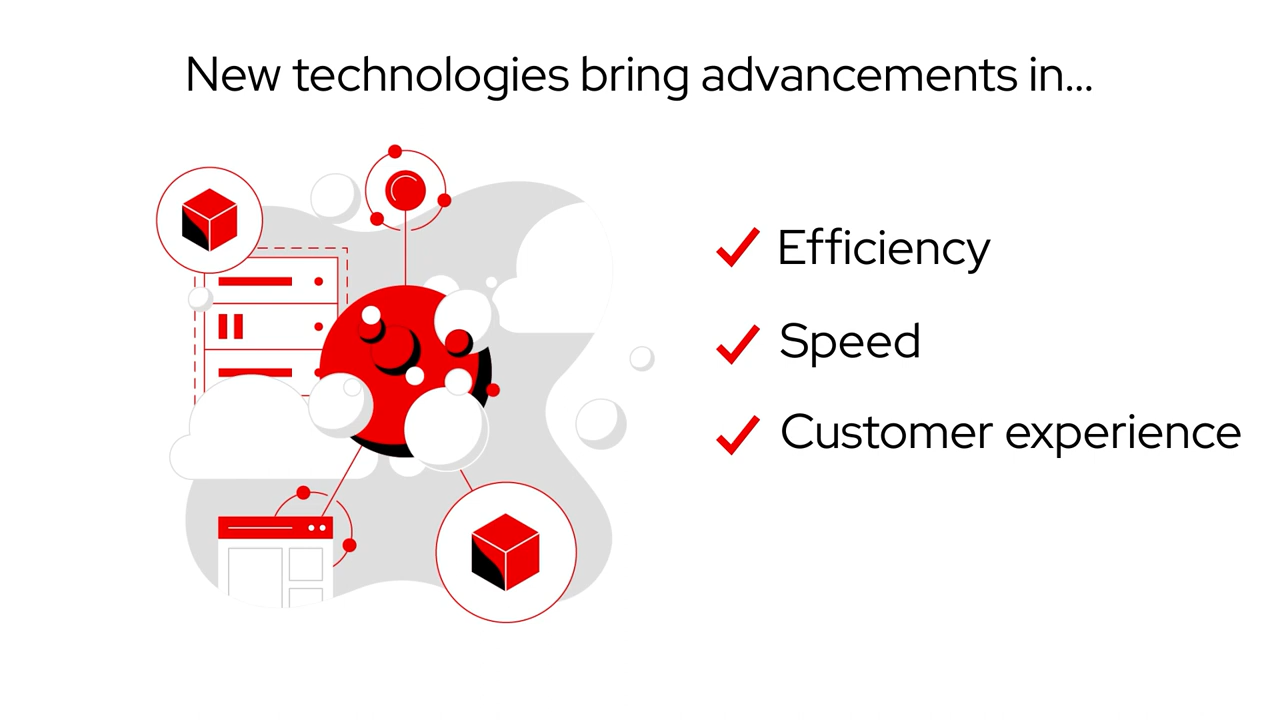 New technologies bring advancements in...
Efficiency
Speed
Customer experience